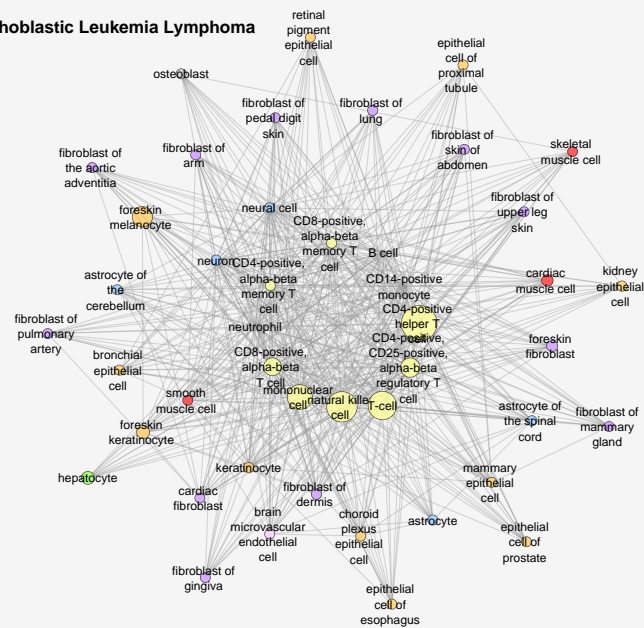 hoblastic Leukemia Lymphoma
retinal
pigment
epithelial
cell
epithelial
cell of
proximal
tubule
osteoblast
fibroblast of
pedal digit
skin
fibroblast of
lung
fibroblast of
skin of
abdomen
skeletal
muscle cell
fibroblast of
the aortic
adventitia
fibroblast of
arm
foreskin
melanocyte
neural cell
CD8-positive,
alpha-beta
memory T
cell
B cell
fibroblast of
upper leg
skin
neuron
CD4-positive,
alpha-beta
memory T
cell
CD14-positive
monocyte
astrocyte of
the
cerebellum
cardiac
muscle cell
kidney
epithelial
cell
CD4-positive
helper T
cell
fibroblast of
pulmonary
artery
neutrophil
CD4-positive,
CD25-positive,
alpha-beta
regulatory T
cell
foreskin
fibroblast
bronchial
epithelial
cell
CD8-positive,
alpha-beta
T cell
smooth
muscle cell
mononuclear
cell
natural killer
cell
T-cell
foreskin
keratinocyte
astrocyte of
the spinal
cord
fibroblast of
mammary
gland
hepatocyte
keratinocyte
mammary
epithelial
cell
cardiac
fibroblast
fibroblast of
dermis
brain
microvascular
endothelial
cell
choroid
plexus
epithelial
cell
astrocyte
epithelial
cell of
prostate
fibroblast of
gingiva
epithelial
cell of
esophagus